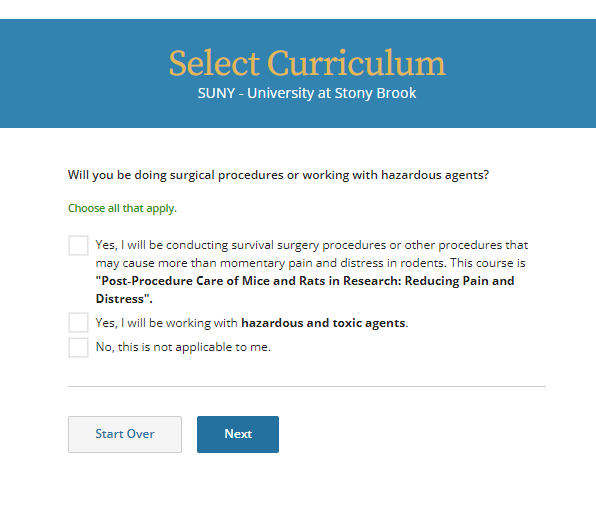 Select Curriculum
SUNY - University at Stony Brook
Will you be doing surgical procedures or working with hazardous agents?
Choose all that apply.
Yes, I will be conducting survival surgery procedures or other procedures that
may cause more than momentary pain and distress in rodents. This course is
"Post-Procedure Care of Mice and Rats in Research: Reducing Pain and
Distress".
Yes, I will be working with hazardous and toxic agents.
No, this is not applicable to me.
Start Over
Next